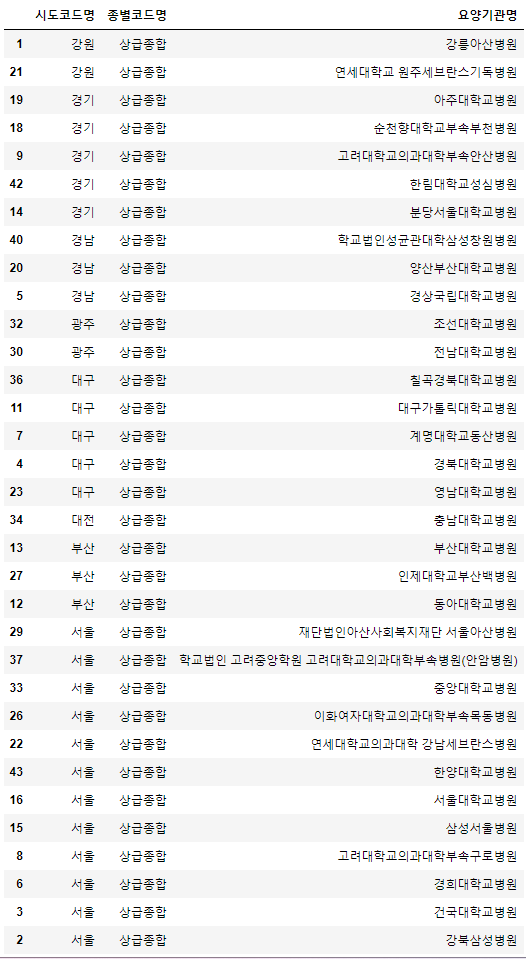 시도코드명 종별코드명 요양기관명
1 강원 상급종합 강릉아산병원
21 강원 상급종합 연세대학교 원주세브란스기독병원
19 경기 상급종합 아주대학교병원
18 경기 상급종합 순천향대학교부속부천병원
9 경기 상급종합 고려대학교의과대학부속안산병원
42 경기 상급종합 한림대학교성심병원
14 경기 상급종합 분당서울대학교병원
40 경남 상급종합 학교법인성균관대학삼성창원병원
20 경남 상급종합 양산부산대학교병원
5 경남 상급종합 경상국립대학교병원
32 광주 상급종합 조선대학교병원
30 광주 상급종합 전남대학교병원
36 대구 상급종합 칠곡경북대학교병원
11 대구 상급종합 대구가톨릭대학교병원
7 대구 상급종합 계명대학교동산병원
4 대구 상급종합 경북대학교병원
23 대구 상급종합 영남대학교병원
34 대전 상급종합 충남대학교병원
13 부산 상급종합 부산대학교병원
27 부산 상급종합 인제대학교부산백병원
12 부산 상급종합 동아대학교병원
29 서울 상급종합 재단법인아산사회복지재단 서울아산병원
37 서울 상급종합 학교법인 고려중앙학원 고려대학교의과대학부속병원(안암병원)
33 서울 상급종합 중앙대학교병원
26 서울 상급종합 이화여자대학교의과대학부속목동병원
22 서울 상급종합 연세대학교의과대학 강남세브란스병원
43 서울 상급종합 한양대학교병원
16 서울 상급종합 서울대학교병원
15 서울 상급종합 삼성서울병원
8 서울 상급종합 고려대학교의과대학부속구로병원
6 서울 상급종합 경희대학교병원
3 서울 상급종합 건국대학교병원
2 서울 상급종합 강북삼성병원